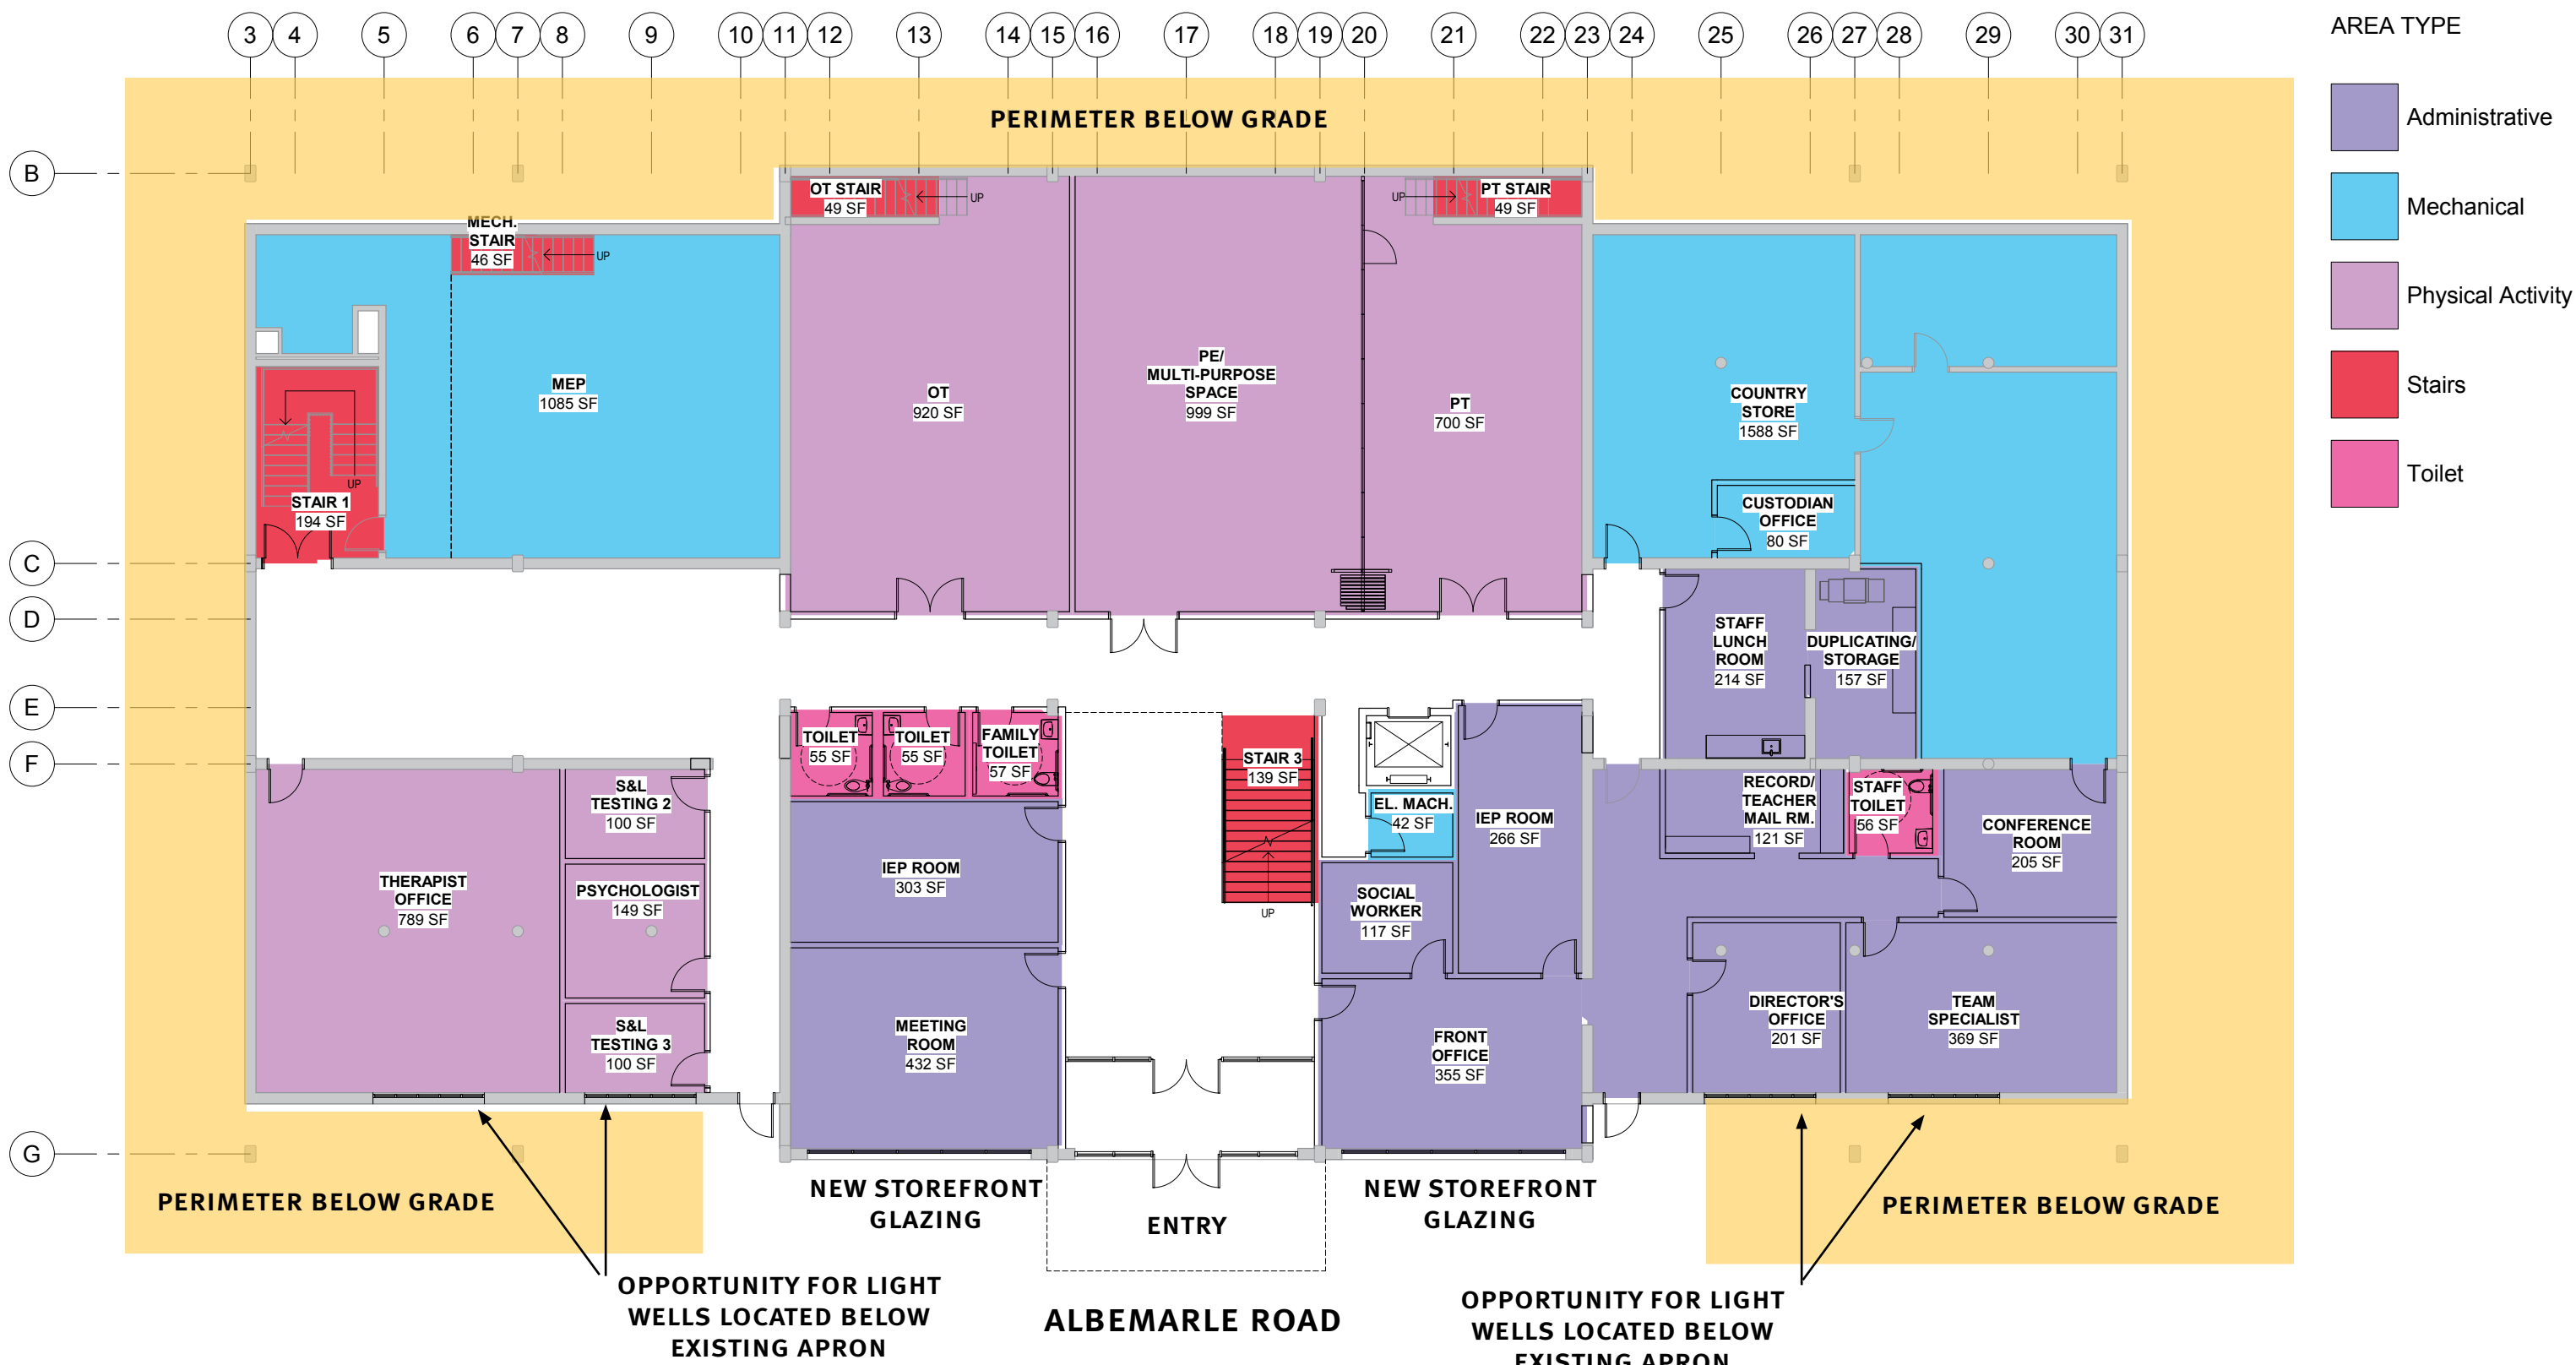 3 4 5 6 7 8 9 10 11 12 13 14 15 16 17 18 19 20 21 22 23 24 25 26 27 28 29 30 31
AREA TYPE
Administrative
Mechanical
Physical Activity
Stairs
Toilet
PERIMETER BELOW GRADE
B
C
D
E
F
G
MECH.
STAIR
46 SF
UP
OT STAIR
49 SF
UP
UP
PT STAIR
49 SF
MEP
1085 SF
UP
STAIR 1
194 SF
OT
920 SF
PE/
MULTI-PURPOSE
SPACE
999 SF
PT
700 SF
COUNTRY
STORE
1588 SF
CUSTODIAN
OFFICE
80 SF
STAFF
LUNCH
ROOM
214 SF
DUPLICATING/
STORAGE
157 SF
TOILET
55 SF
TOILET
55 SF
FAMILY
TOILET
57 SF
STAIR 3
139 SF
UP
EL. MACH.
42 SF
IEP ROOM
266 SF
RECORD/
TEACHER
MAIL RM.
121 SF
STAFF
TOILET
56 SF
CONFERENCE
ROOM
205 SF
S&L
TESTING 2
100 SF
THERAPIST
OFFICE
789 SF
PSYCHOLOGIST
149 SF
S&L
TESTING 3
100 SF
IEP ROOM
303 SF
MEETING
ROOM
432 SF
SOCIAL
WORKER
117 SF
FRONT
OFFICE
355 SF
DIRECTOR'S
OFFICE
201 SF
TEAM
SPECIALIST
369 SF
PERIMETER BELOW GRADE
NEW STOREFRONT
GLAZING
ENTRY
NEW STOREFRONT
GLAZING
PERIMETER BELOW GRADE
OPPORTUNITY FOR LIGHT
WELLS LOCATED BELOW
EXISTING APRON
ALBEMARLE ROAD
OPPORTUNITY FOR LIGHT
WELLS LOCATED BELOW
EXISTING APRON